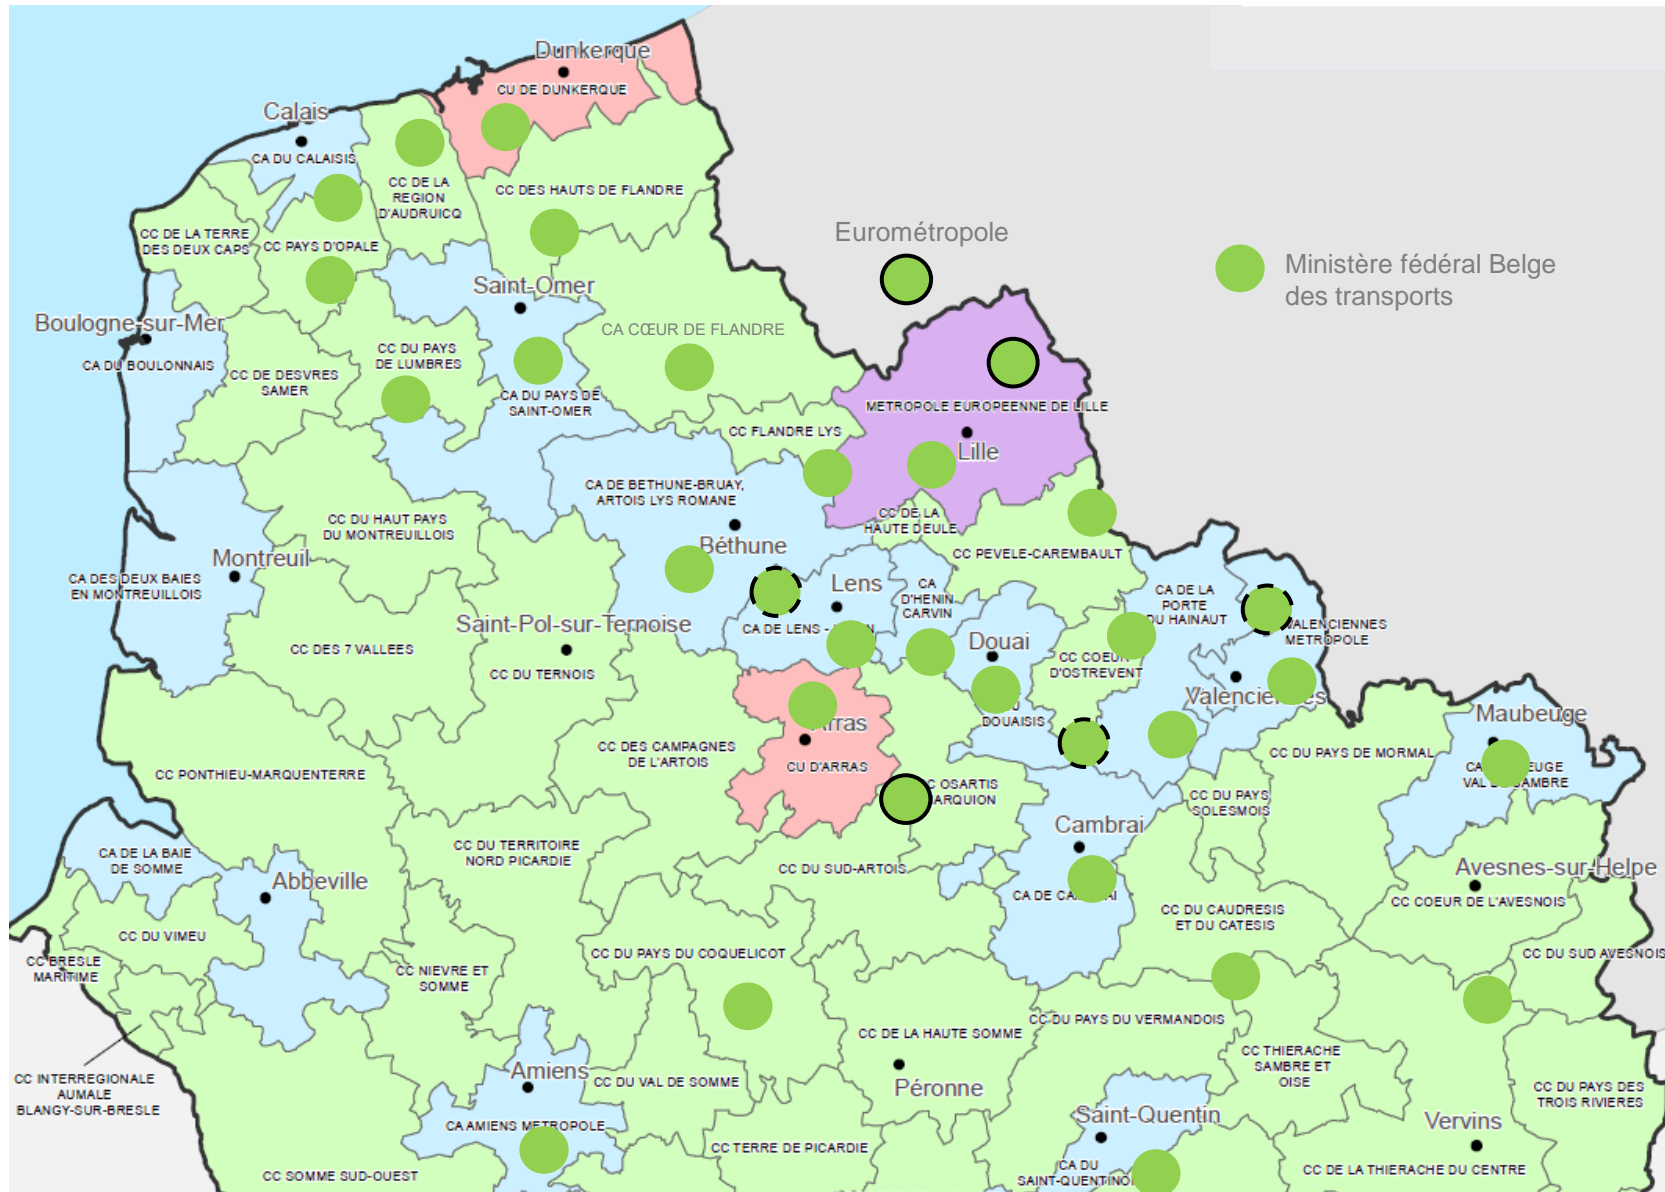 Dunkerque
CU DE DUNKERQUE
Calais
CA DU CALAISIS
CC DE LA
REGION
D'AUDRUICQ
CC DES HAUTS DE FLANDRE
CC DE LA TERRE
DES DEUX CAPS
CC PAYS D'OPALE
Eurométropole
Ministère fédéral Belge
des transports
Saint-Omer
Boulogne-sur-Mer
CA DU BOULONNAIS
CC DE DESVRES
SAMER
CC DU PAYS
DE LUMBRES
CA CŒUR DE FLANDRE
CA DU PAYS DE
SAINT-OMER
METROPOLE EUROPEENNE DE LILLE
Lille
CC FLANDRE LYS
CA DE BETHUNE-BRUAY,
ARTOIS LYS ROMANE
Béthune
CC DE LA
HAUTE DEULE
CC PEVELE-CAREMBAULT
CC DU HAUT PAYS
DU MONTREUILLOIS
Montreuil
CA DES DEUX BAIES
EN MONTREUILLOIS
Lens
CA DE LENS -
CA
D'HENIN
CARVIN
Douai
DOUAISIS
CC COEUR
D'OSTREVENT
CA DE LA
PORTE
DU HAINAUT
VALENCIENNES
METROPOLE
Valenciennes
Saint-Pol-sur-Ternoise
CC DES 7 VALLEES
CC DU TERNOIS
Maubeuge
CC DU PAYS DE MORMAL
Arras
CU D'ARRAS
CC DES CAMPAGNES
DE L'ARTOIS
CC PONTHIEU-MARQUENTERRE
OSARTIS
CC DU PAYS
SOLESMOIS
Cambrai
CC DU TERRITOIRE
NORD PICARDIE
CA DE LA BAIE
DE SOMME
Abbeville
CC DU SUD-ARTOIS
Avesnes-sur-Helpe
CC COEUR DE L'AVESNOIS
CC DU CAUDRESIS
ET DU CATESIS
CC DU VIMEU
CC BRESLE
MARITIME
CC NIEVRE ET
SOMME
CC DU PAYS DU COQUELICOT
CC DU SUD AVESNOIS
CC DE LA HAUTE SOMME
CC DU PAYS DU VERMANDOIS
CC THIERACHE
SAMBRE ET
OISE
CC INTERREGIONALE
AUMALE
BLANGY-SUR-BRESLE
Amiens
CC DU VAL DE SOMME
Péronne
CC DU PAYS DES
TROIS RIVIERES
CA AMIENS METROPOLE
Saint-Quentin
Vervins
CC TERRE DE PICARDIE
CA DU
CC SOMME SUD-OUEST
CC DE LA THIERACHE DU CENTRE